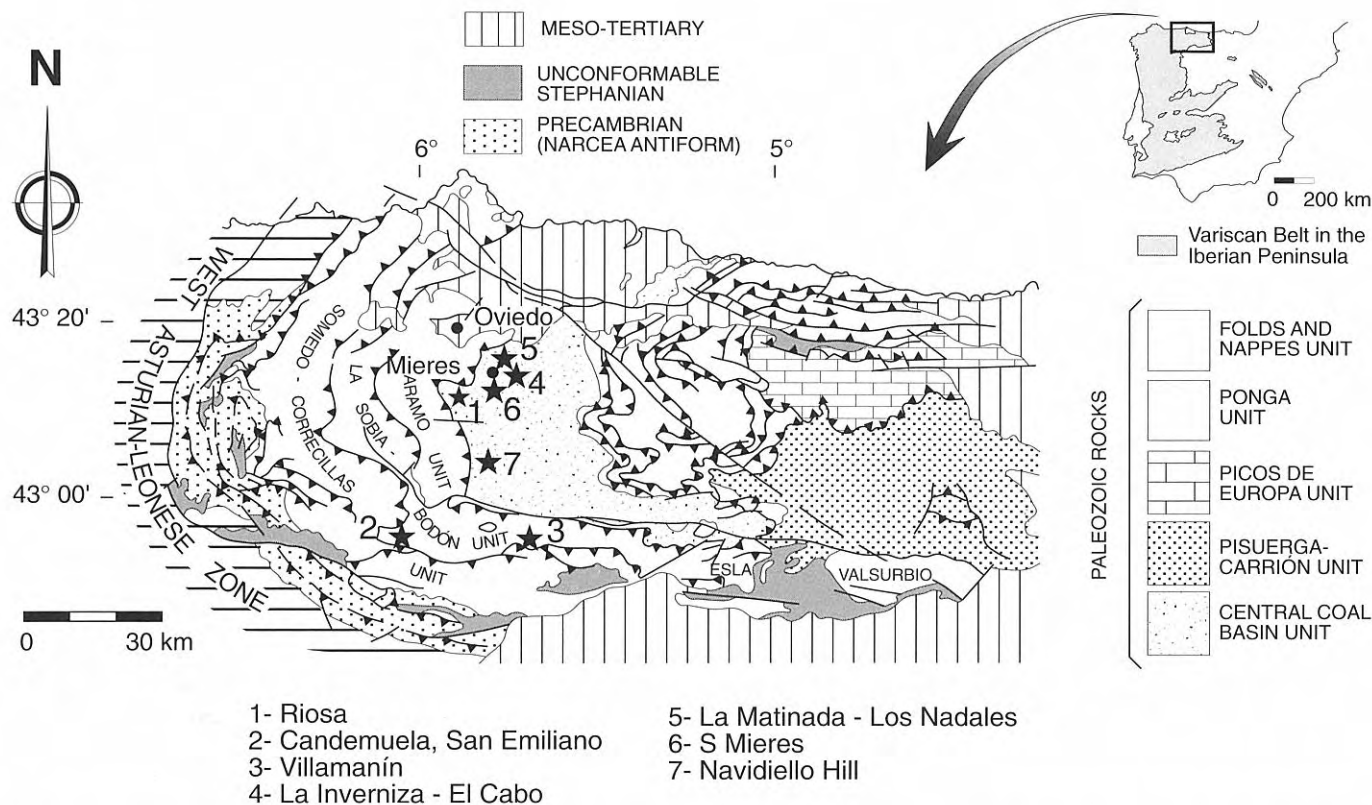 MESO-TERTIARY
UNCONFORMABLE
STEPHANIAN
PRECAMBRIAN
(NARCEA ANTIFORM)
N
6°
5°
0 200 km
Variscan Belt in the
Iberian Peninsula
43° 20'
43° 00'
WEST
ASTURIAN-LEONESE
ZONE
SOMIEDO -
CORRECILLAS
UNIT
LA
SOBIA -
BODÓN UNIT
ARAMO
UNIT
Oviedo
Mieres
5
4
1
6
7
2
3
ESLA
VALSURBIO
0 30 km
PALEOZOIC ROCKS
FOLDS AND
NAPPES UNIT
PONGA
UNIT
PICOS DE
EUROPA UNIT
PISUERGA-
CARRIÓN UNIT
CENTRAL COAL
BASIN UNIT
1- Riosa
2- Candemuela, San Emiliano
3- Villamanín
4- La Inverniza - El Cabo
5- La Matinada - Los Nadales
6- S Mieres
7- Navidiello Hill